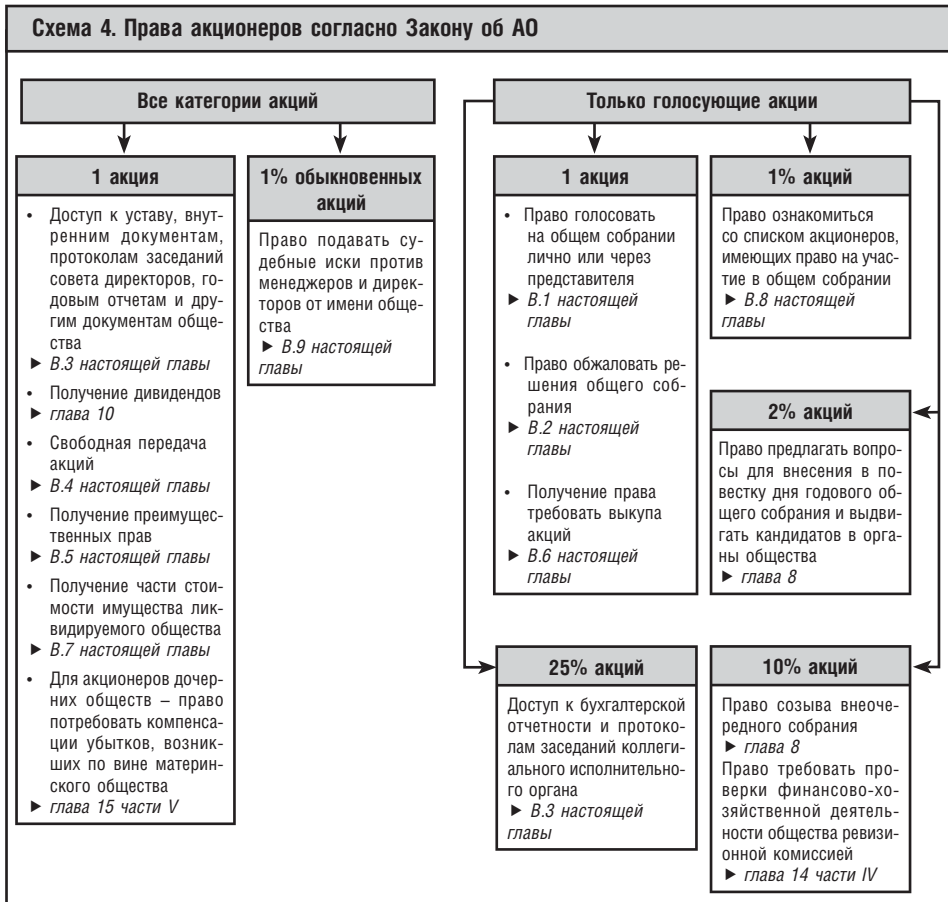 Схема 4. Права акционеров согласно Закону об АО
Все категории акций
1 акция
• Доступ к уставу, внут-
ренним документам,
протоколам заседаний
совета директоров, го-
довым отчетам и дру-
гим документам обще-
ства
► В.3 настоящей главы
• Получение дивидендов
► глава 10
• Свободная передача
акций
► В.4 настоящей главы
• Получение преимущес-
твенных прав
► В.5 настоящей главы
• Получение части стои-
мости имущества лик-
видируемого общества
► В.7 настоящей главы
• Для акционеров дочер-
них обществ – право
потребовать компенса-
ции убытков, возник-
ших по вине материн-
ского общества
► глава 15 части V
1% обыкновенных
акций
Право подавать су-
дебные иски против
менеджеров и дирек-
торов от имени обще-
ства
► В.9 настоящей
главы
Только голосующие акции
1 акция
• Право голосовать
на общем собрании
лично или через
представителя
► В.1 настоящей
главы
• Право обжаловать ре-
шения общего соб-
рания
► В.2 настоящей
главы
• Получение права
требовать выкупа
акций
► В.6 настоящей
главы
1% акций
Право ознакомиться
со списком акционеров,
имеющих право на учас-
тие в общем собрании
► В.8 настоящей
главы
2% акций
Право предлагать вопро-
сы для внесения в по-
вестку дня годового об-
щего собрания и выдви-
гать кандидатов в орга-
ны общества
► глава 8
25% акций
Доступ к бухгалтерской
отчетности и протоко-
лам заседаний коллеги-
ального исполнительно-
го органа
► В.3 настоящей
главы
10% акций
Право созыва внеоче-
редного собрания
► глава 8
Право требовать про-
верки финансово-хо-
зяйственной деятель-
ности общества ревизи-
онной комиссией
► глава 14 части IV